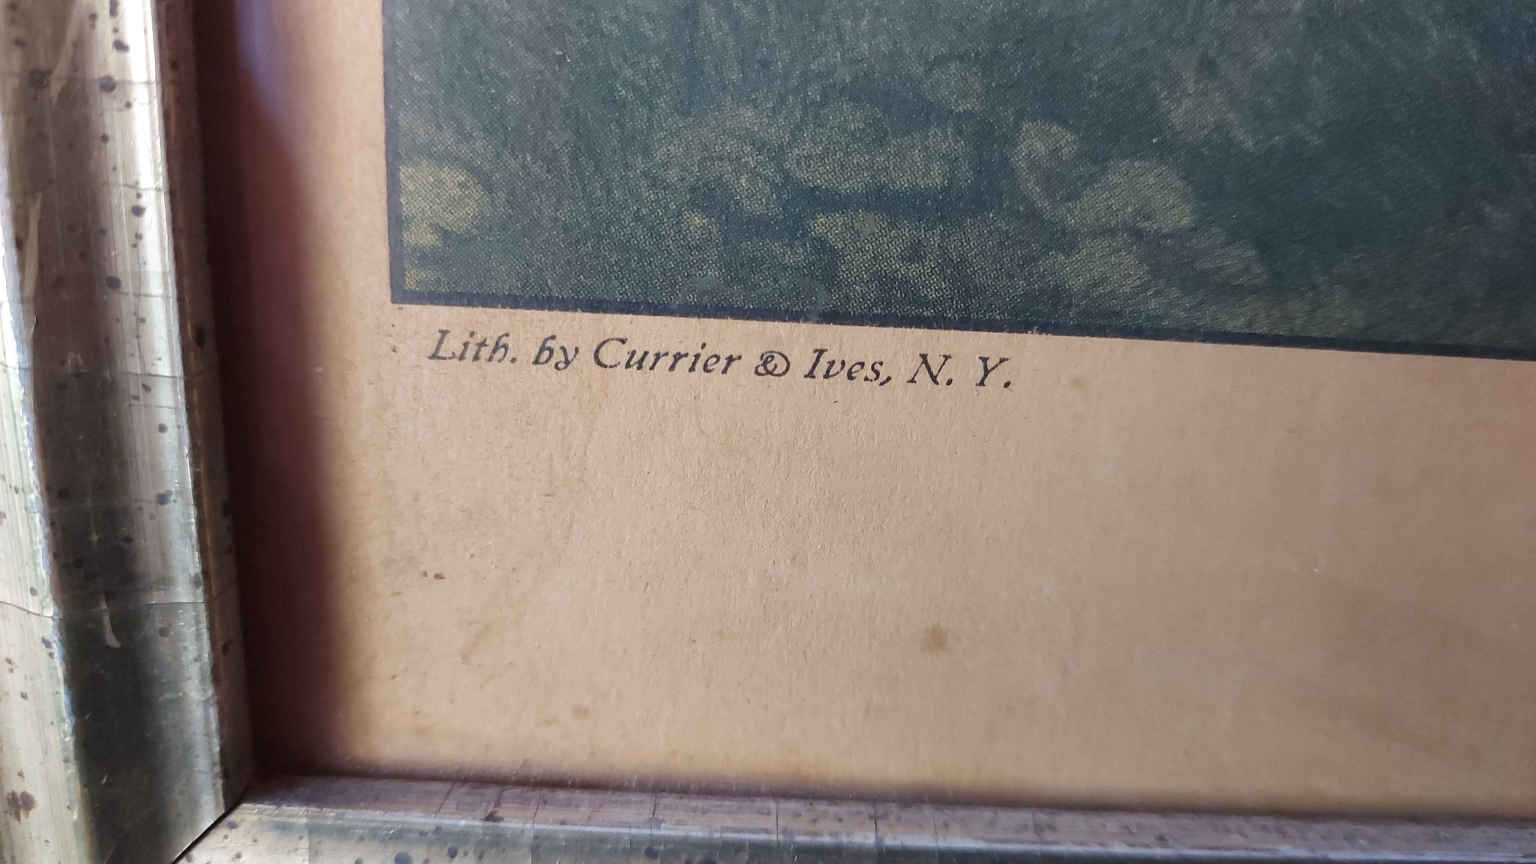 Lith. by Currier & Ives, N. Y.